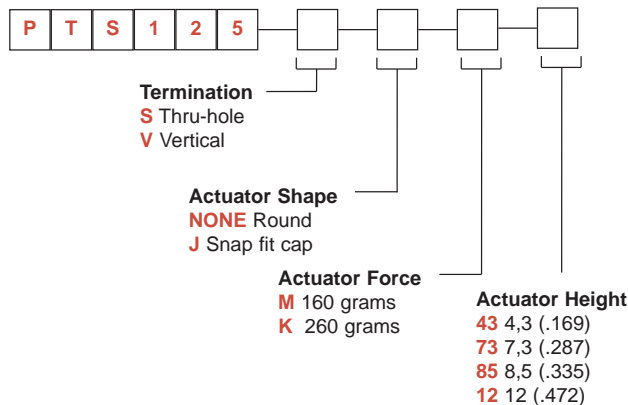 P T S 1 2 5
Termination
S Thru-hole
V Vertical
Actuator Shape
NONE Round
J Snap fit cap
Actuator Force
M 160 grams
K 260 grams
Actuator Height
43 4,3 (.169)
73 7,3 (.287)
85 8,5 (.335)
12 12 (.472)